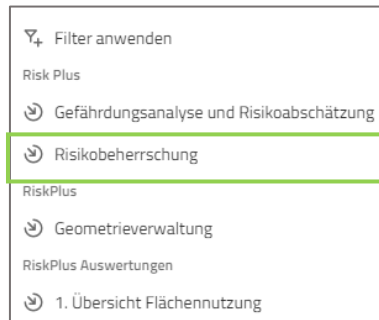 Filter anwenden
Risk Plus
Gefährdungsanalyse und Risikoabschätzung
Risikobeherrschung
RiskPlus
Geometrieverwaltung
RiskPlus Auswertungen
1. Übersicht Flächennutzung